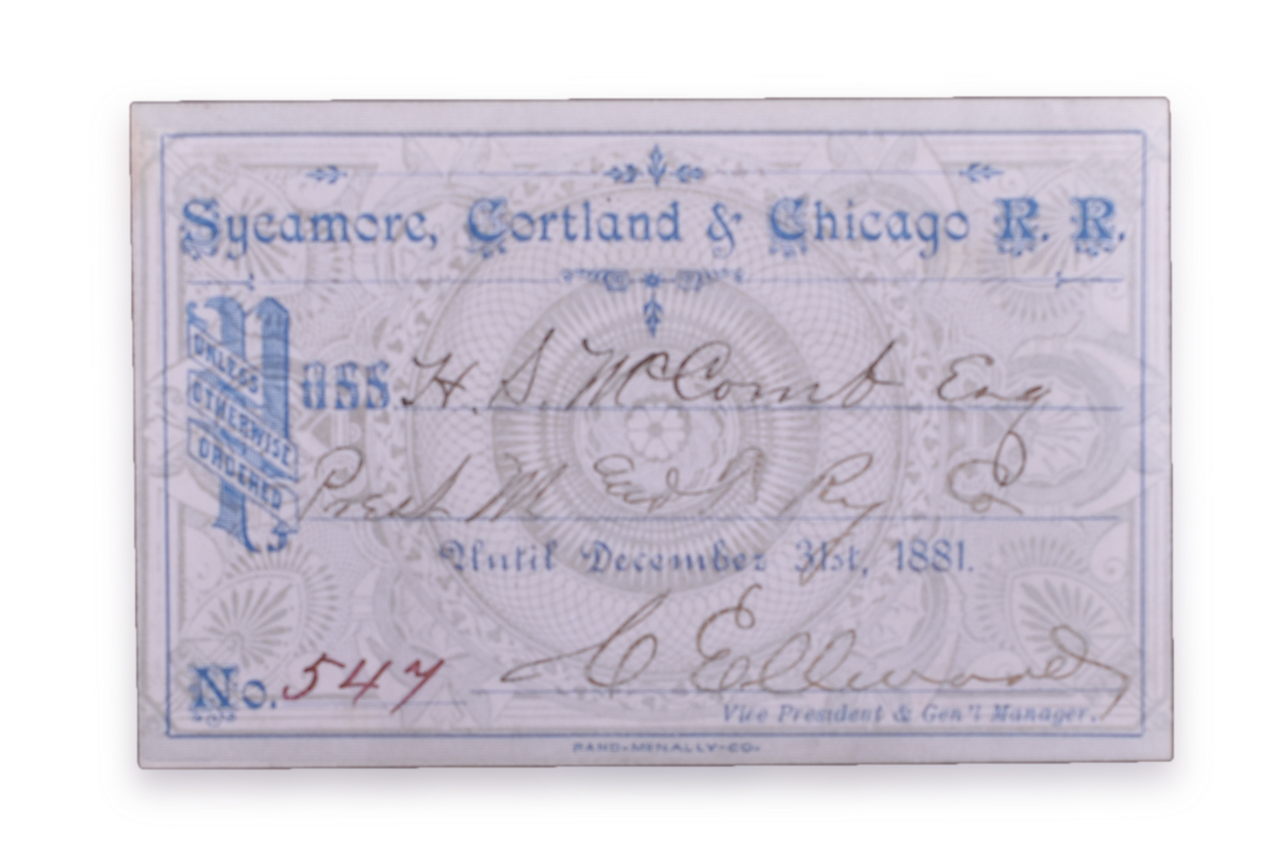 Sycamore, Cortland & Chicago R. R.
Pass H. S. McComb Esq
UNLESS OTHERWISE ORDERED
Prest M Ry Co
Until December 31st, 1881.
No. 547
C Ellwood
Vice President & Gen'l Manager.
RAND-McNALLY-CO.